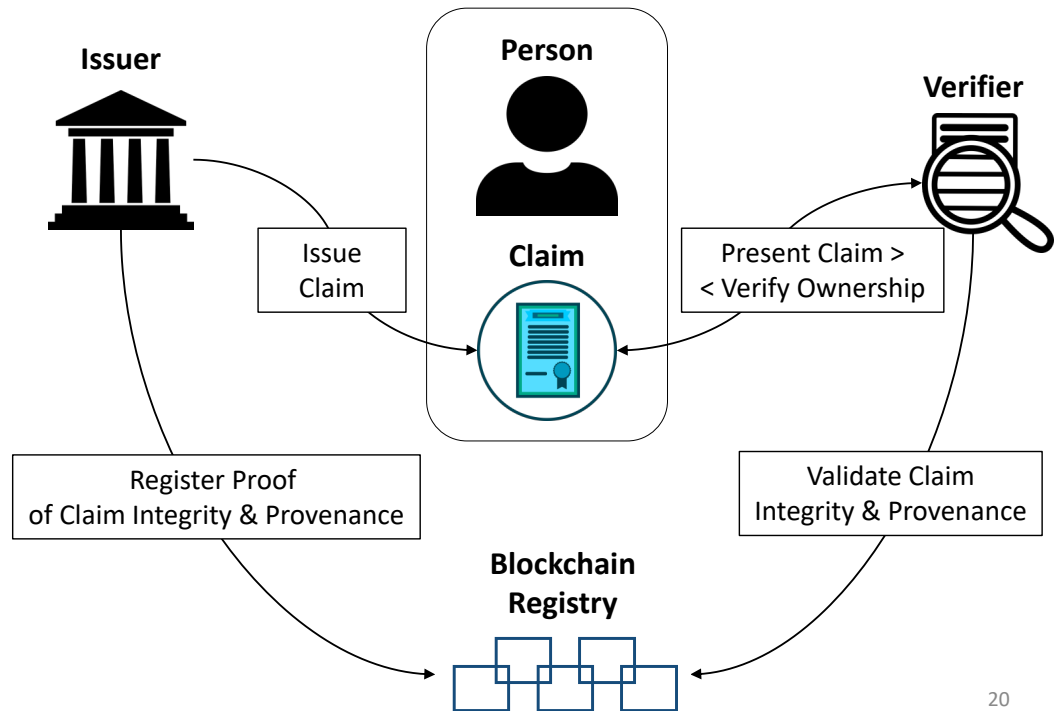 Issuer
Person
Verifier
Issue
Claim
Claim
Present Claim >
< Verify Ownership
Register Proof
of Claim Integrity & Provenance
Validate Claim
Integrity & Provenance
Blockchain
Registry
20